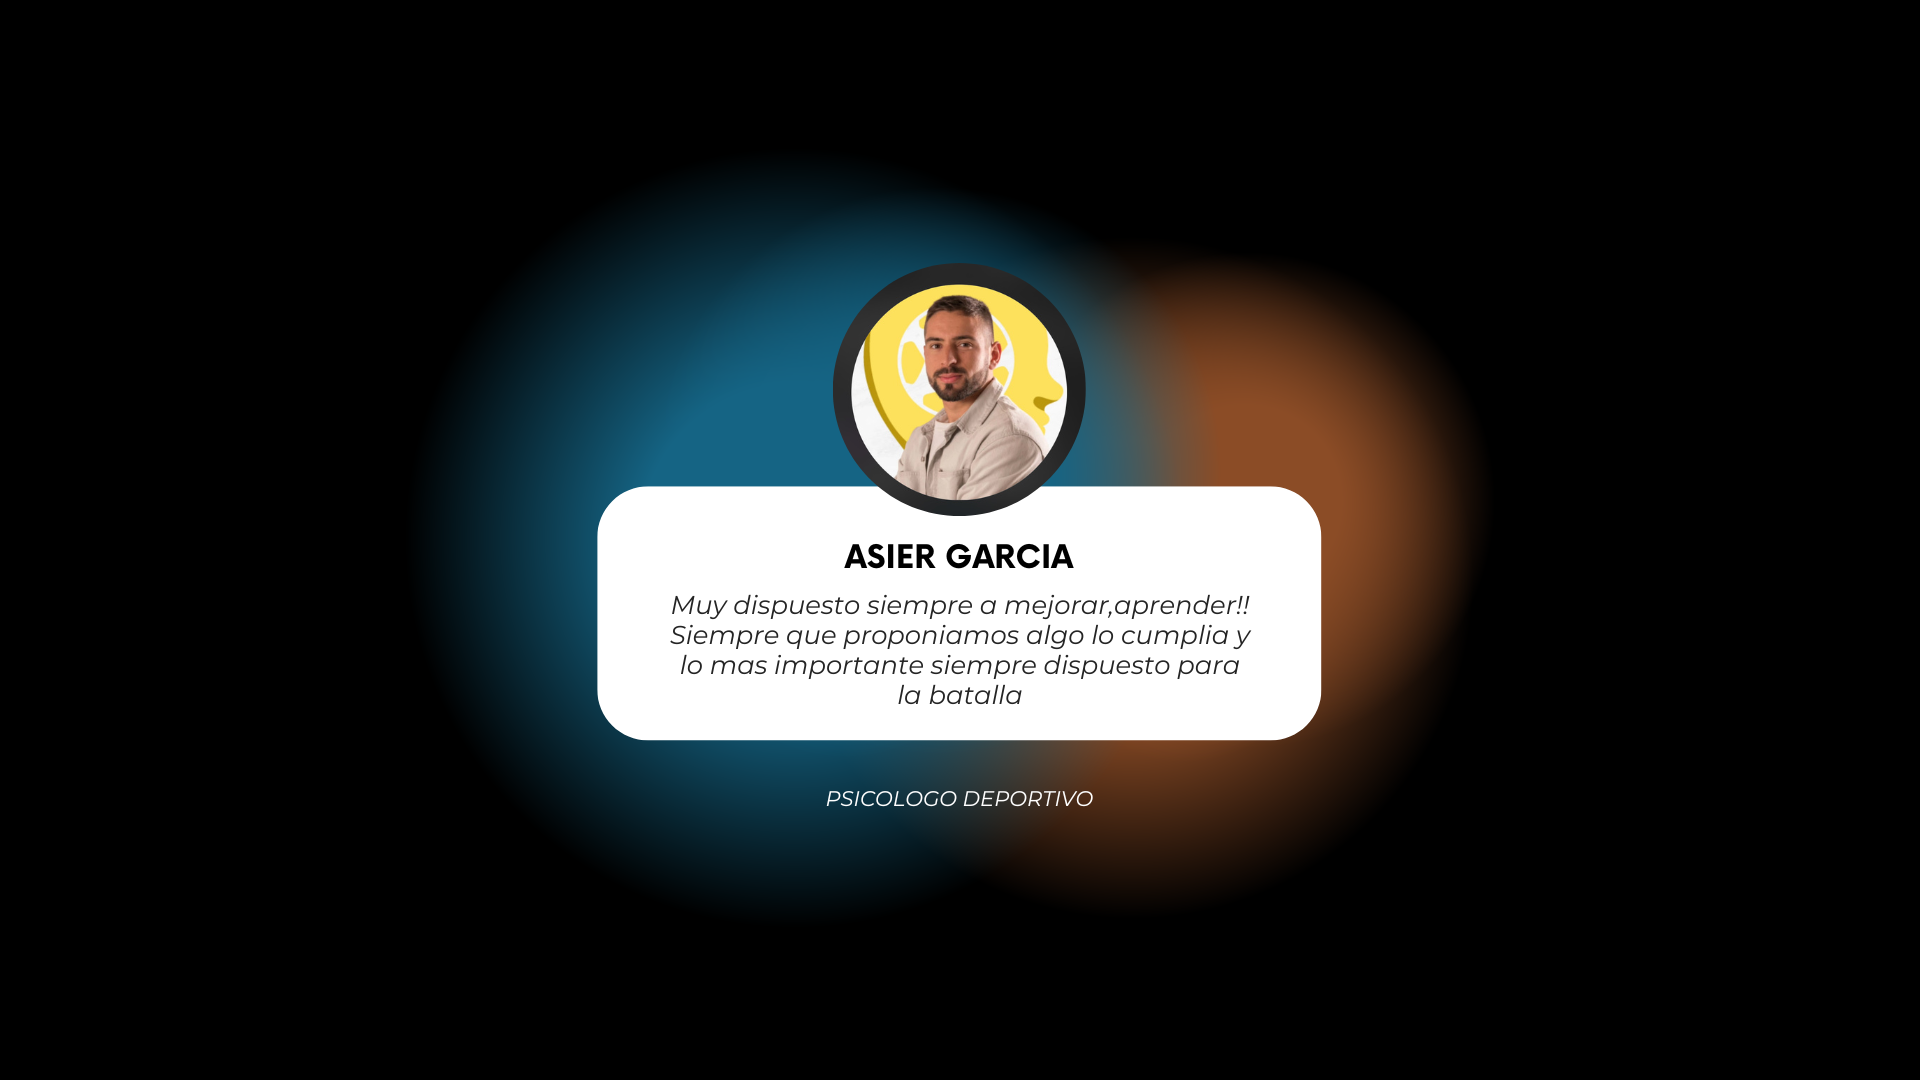 ASIER GARCIA
Muy dispuesto siempre a mejorar,aprender!!
Siempre que proponiamos algo lo cumplia y
lo mas importante siempre dispuesto para
la batalla
PSICOLOGO DEPORTIVO